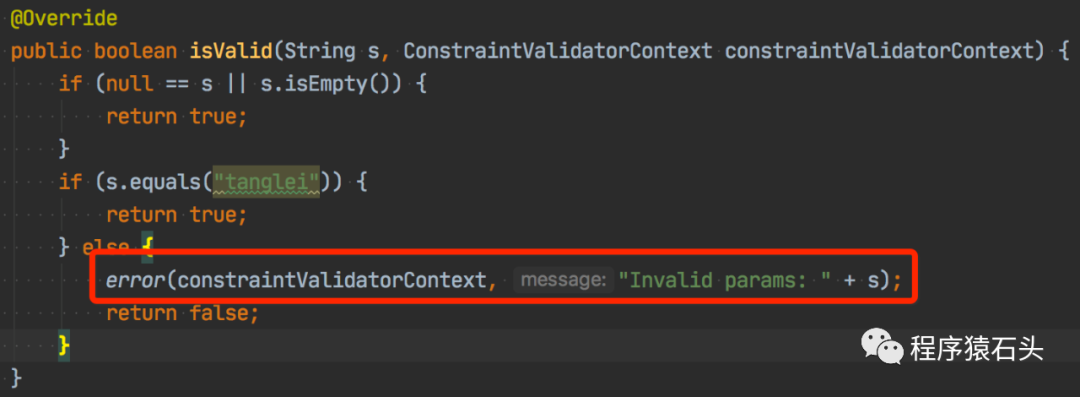 @Override
public boolean isValid(String s, ConstraintValidatorContext constraintValidatorContext) {
if (null == s || s.isEmpty()) {
return true;
}
if (s.equals("tanglei")) {
return true;
} else {
error(constraintValidatorContext, message: "Invalid params: " + s);
return false;
}
}
程序猿石头